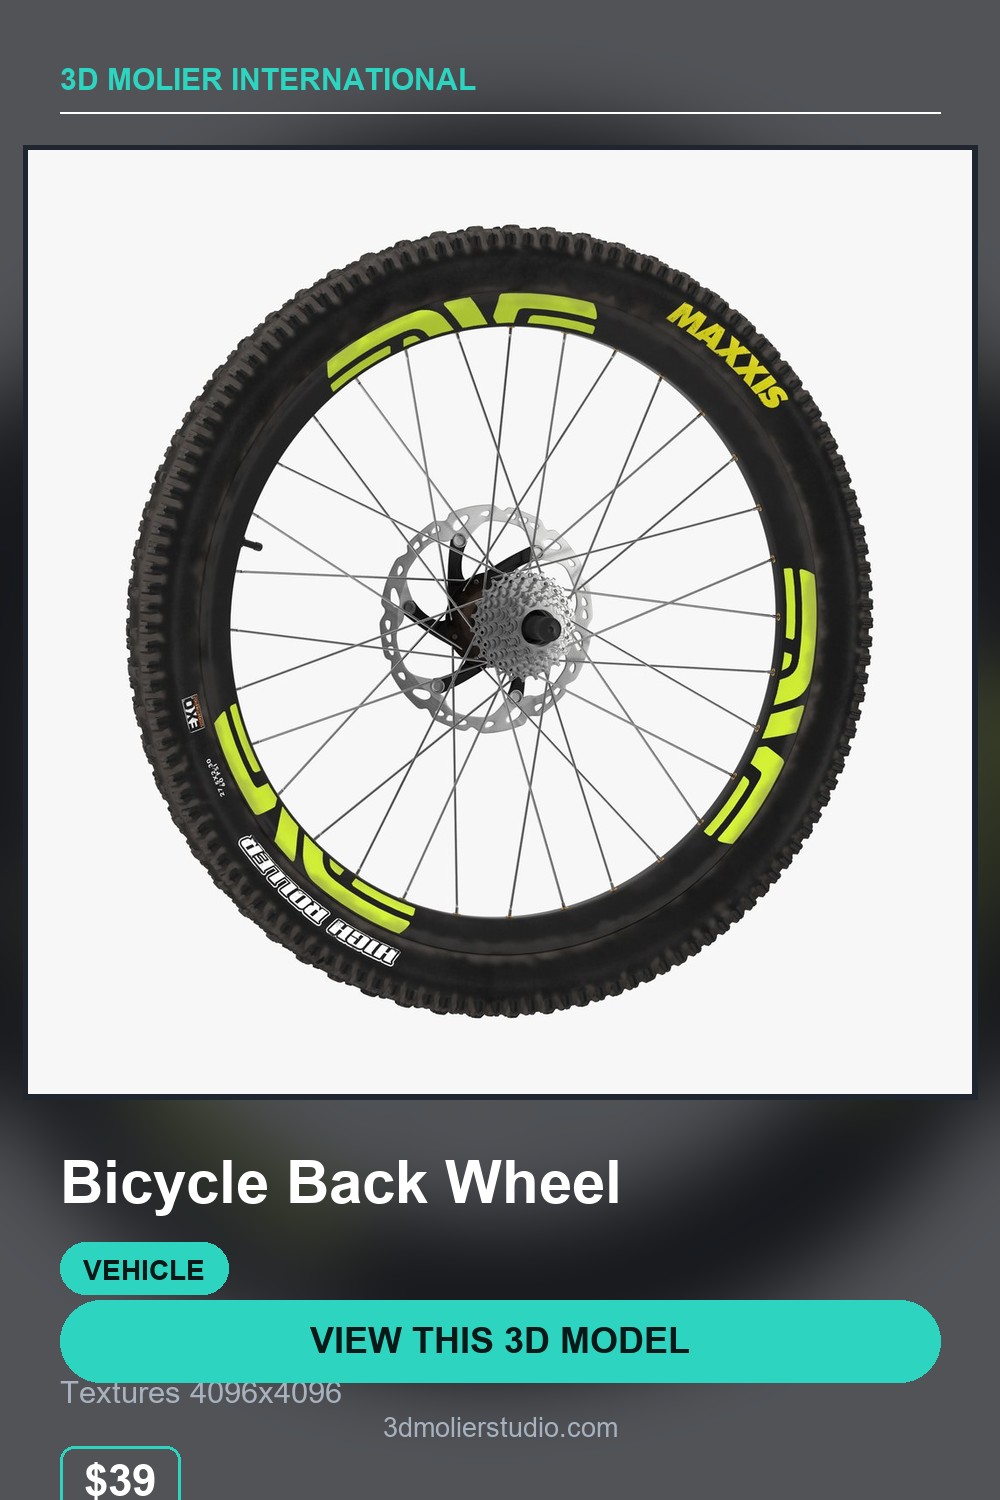 3D MOLIER INTERNATIONAL
MAXXIS
EXO
HIGH ROLLER
Bicycle Back Wheel
VEHICLE
VIEW THIS 3D MODEL
Textures 4096x4096
3dmolierstudio.com
$39